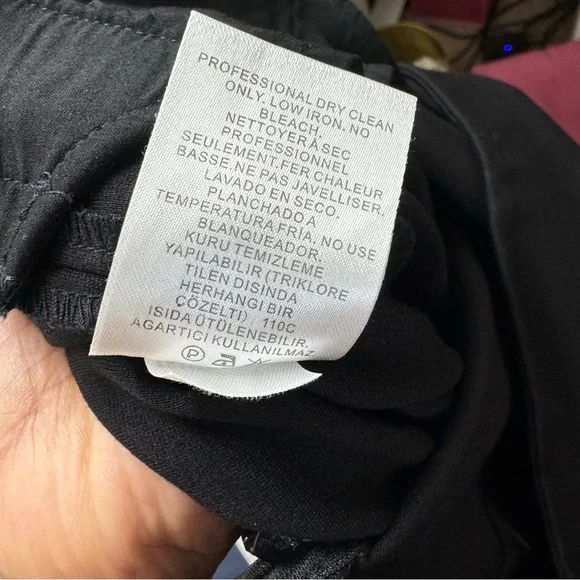 PROFESSIONAL DRY CLEAN
ONLY. LOW IRON. NO
BLEACH.
NETTOYER À SEC
PROFESSIONNEL
SEULEMENT.FER CHALEUR
BASSE.NE PAS JAVELLISER.
LAVADO EN SECO.
PLANCHADO A
TEMPERATURA FRÍA. NO USE
BLANQUEADOR.
KURU TEMIZLEME
YAPILABILIR (TRIKLORE
TILEN DISINDA
HERHANGI BIR
ÇÖZELTI) 110C
ISIDA ÜTÜLENEBILIR.
AGARTICI KULLANILMAZ
P